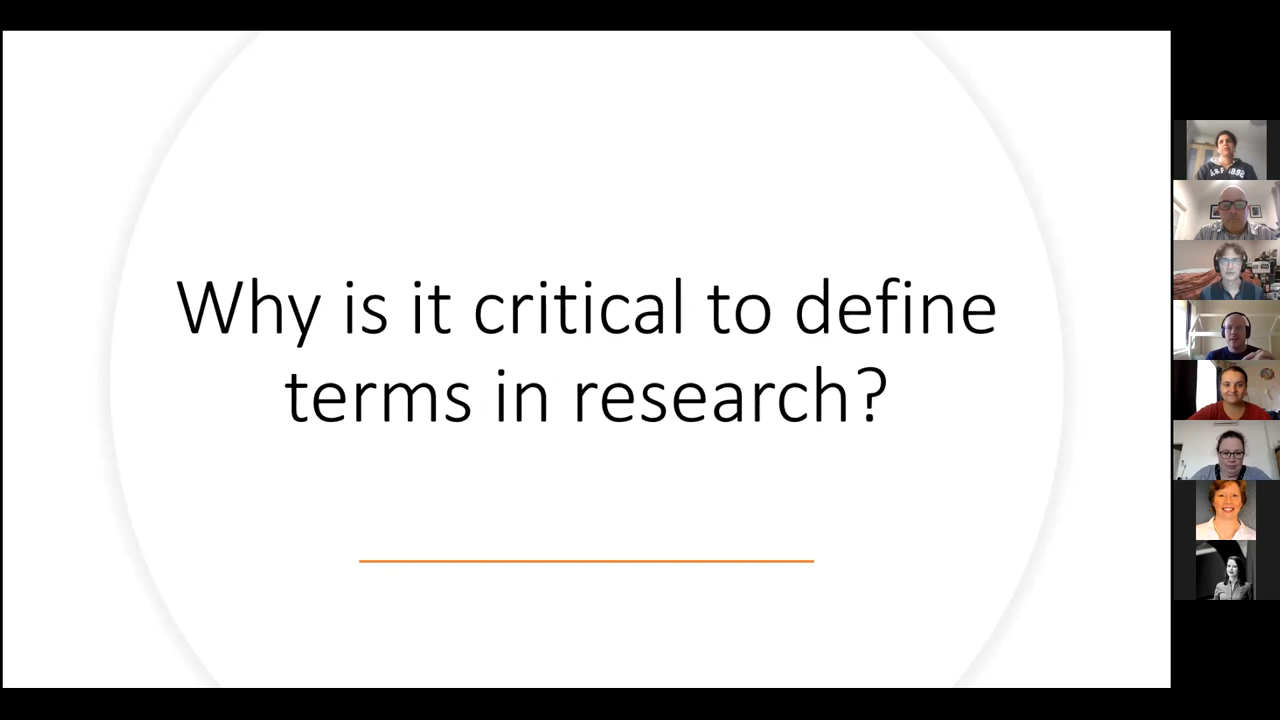 Why is it critical to define
terms in research?